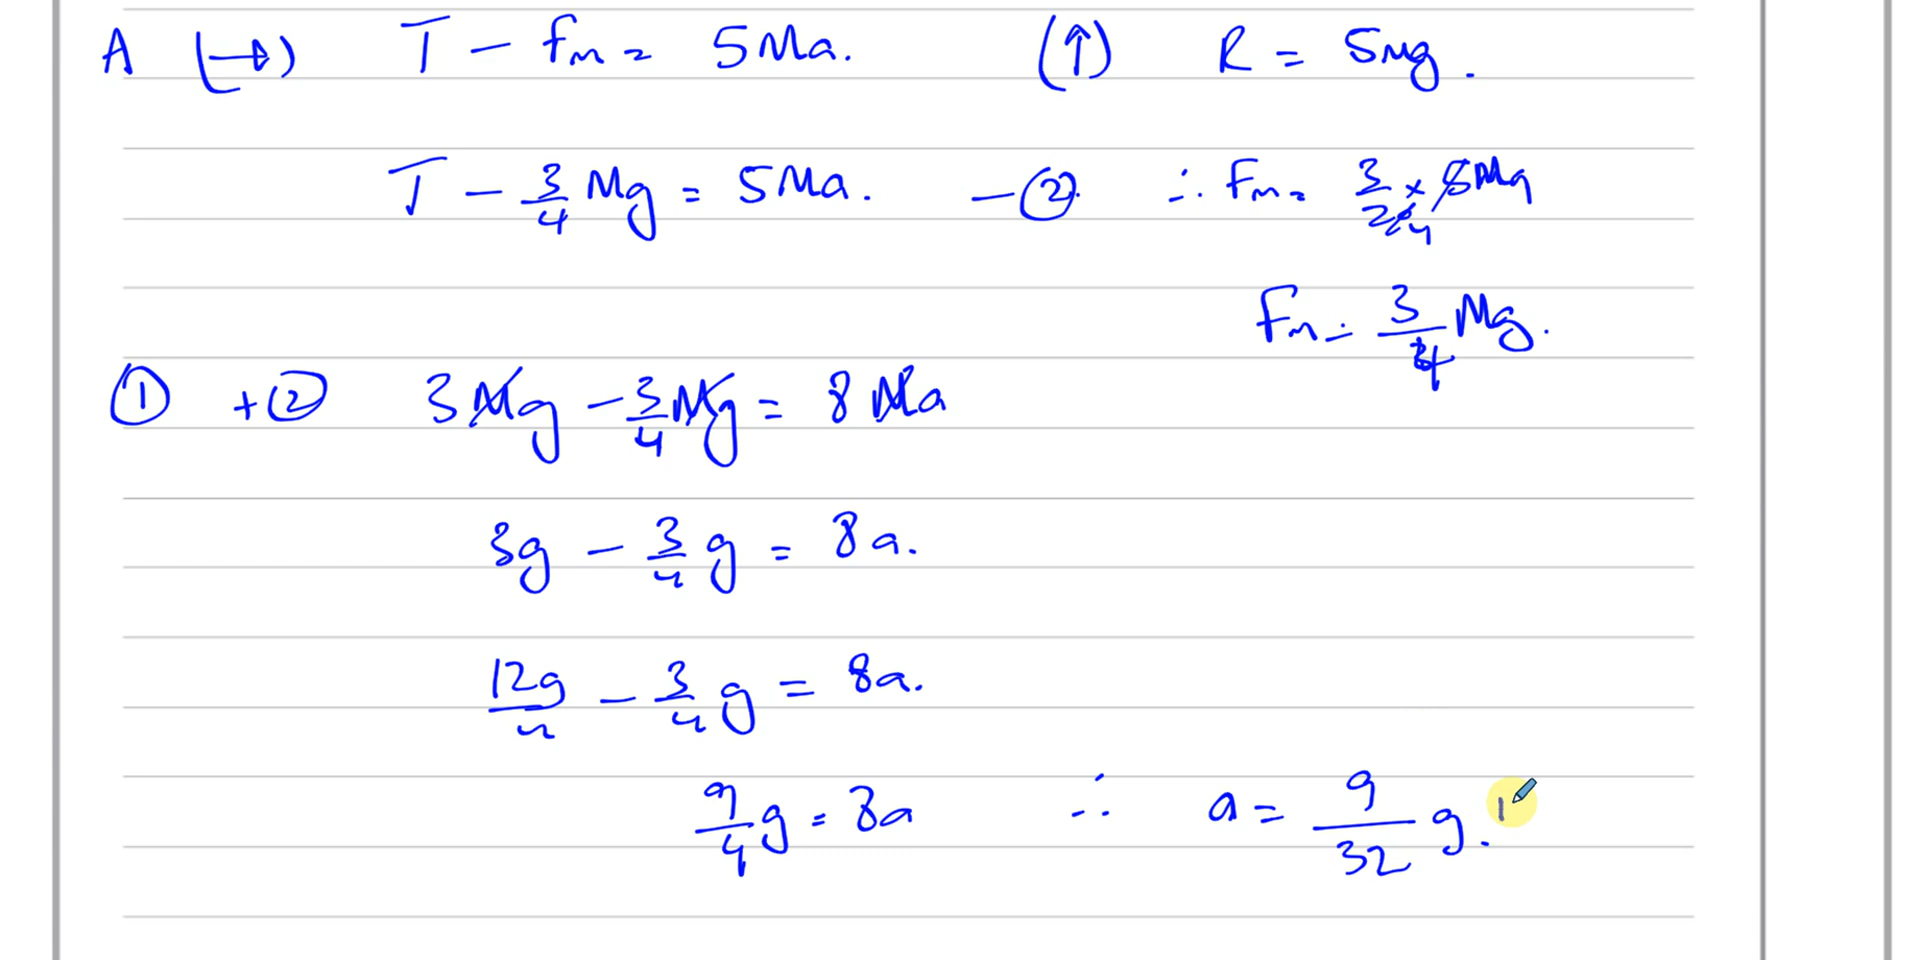 A (→) T - Fm = 5Ma. (↑) R = 5Mg.
T - 3/4 Mg = 5Ma. - ② ∴ Fm = 3/24 × 5Mg
Fm = 3/4 Mg.
① + ② 3Mg - 3/4 Mg = 8Ma
3g - 3/4 g = 8a.
12g/4 - 3/4 g = 8a.
9/4 g = 8a ∴ a = 9/32 g.